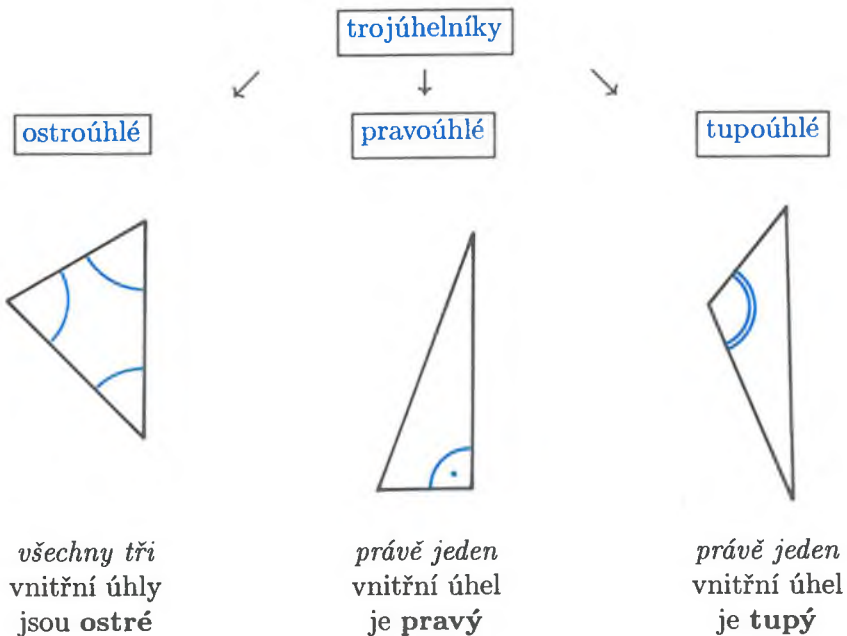 trojúhelníky
ostroúhlé
pravoúhlé
tupoúhlé
všechny tři
vnitřní úhly
jsou ostré
právě jeden
vnitřní úhel
je pravý
právě jeden
vnitřní úhel
je tupý